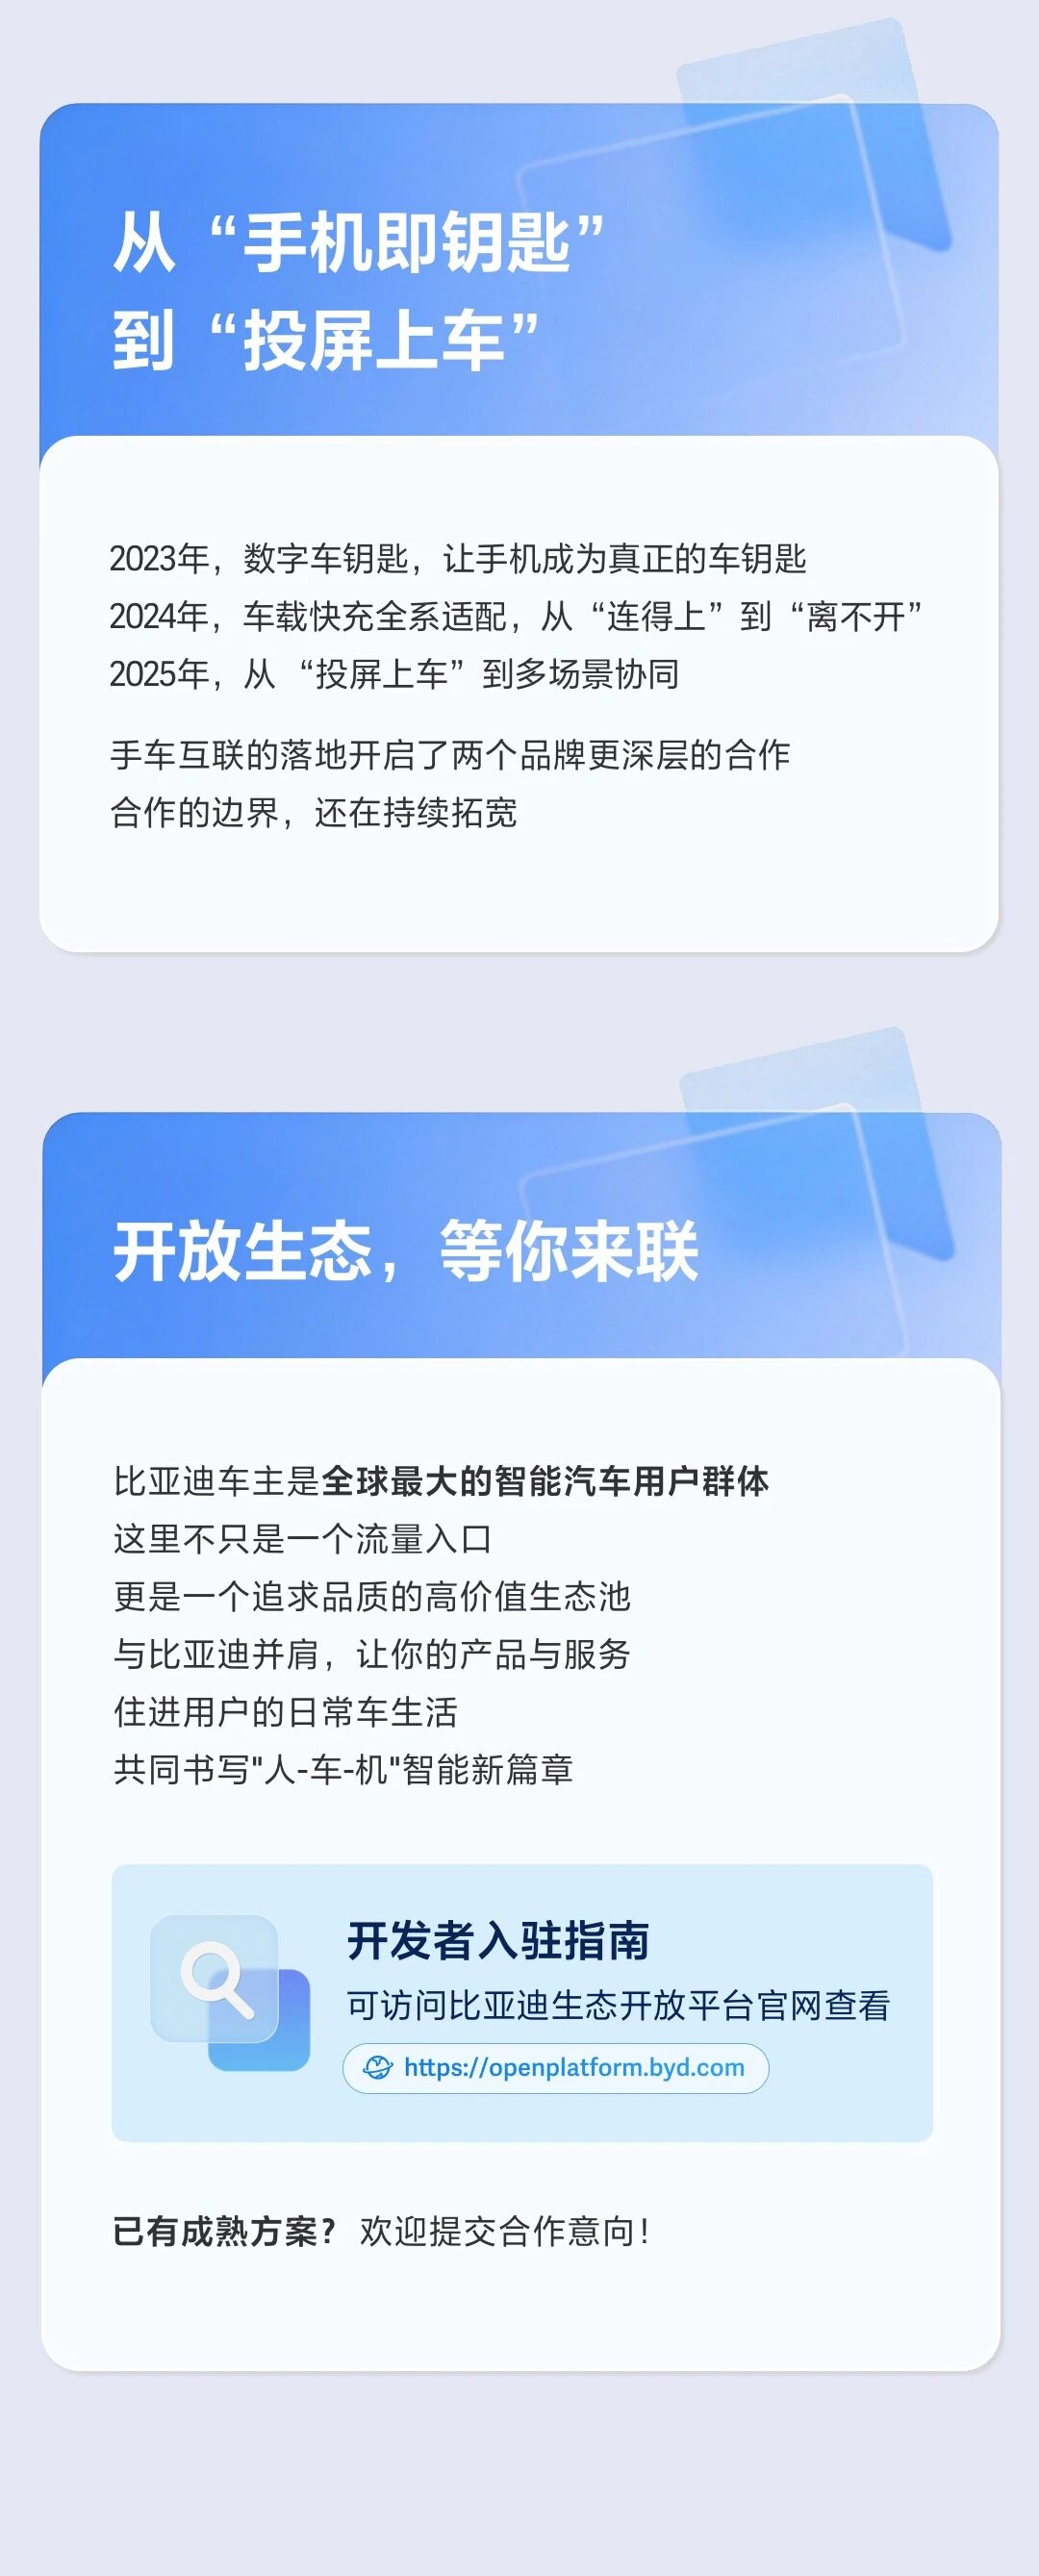 从“手机即钥匙”
到“投屏上车”
2023年，数字车钥匙，让手机成为真正的车钥匙
2024年，车载快充全系适配，从“连得上”到“离不开”
2025年，从“投屏上车”到多场景协同
手车互联的落地开启了两个品牌更深层的合作
合作的边界，还在持续拓宽
开放生态，等你来联
比亚迪车主是全球最大的智能汽车用户群体
这里不只是一个流量入口
更是一个追求品质的高价值生态池
与比亚迪并肩，让你的产品与服务
住进用户的日常车生活
共同书写"人-车-机"智能新篇章
开发者入驻指南
可访问比亚迪生态开放平台官网查看
https://openplatform.byd.com
已有成熟方案？欢迎提交合作意向！